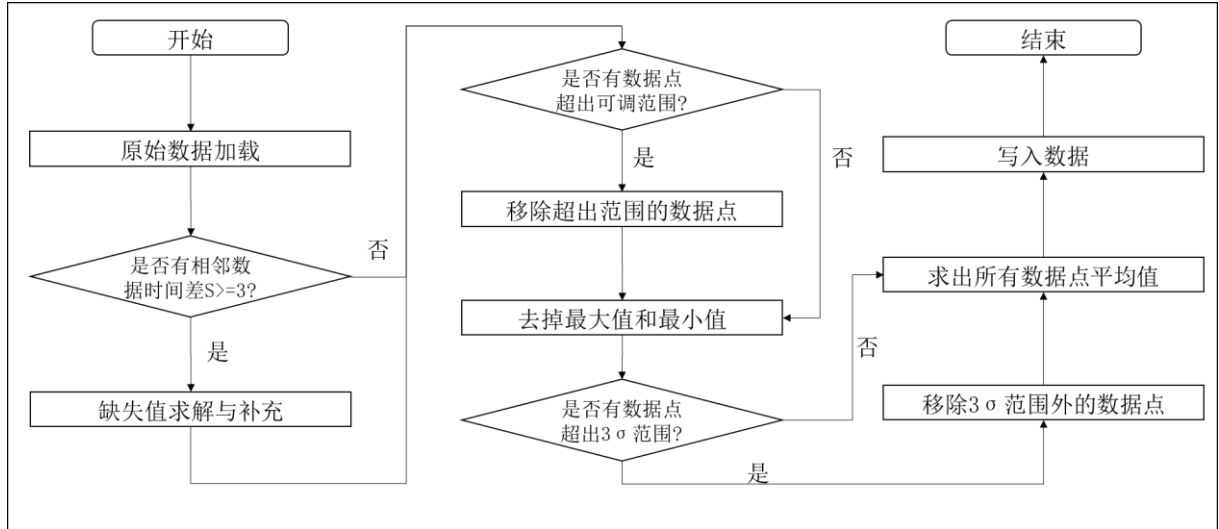 开始
原始数据加载
是否有相邻数
据时间差S>=3?
否
是
缺失值求解与补充
是否有数据点
超出可调范围?
是
否
移除超出范围的数据点
去掉最大值和最小值
是否有数据点
超出3σ范围?
否
是
移除3σ范围外的数据点
求出所有数据点平均值
写入数据
结束